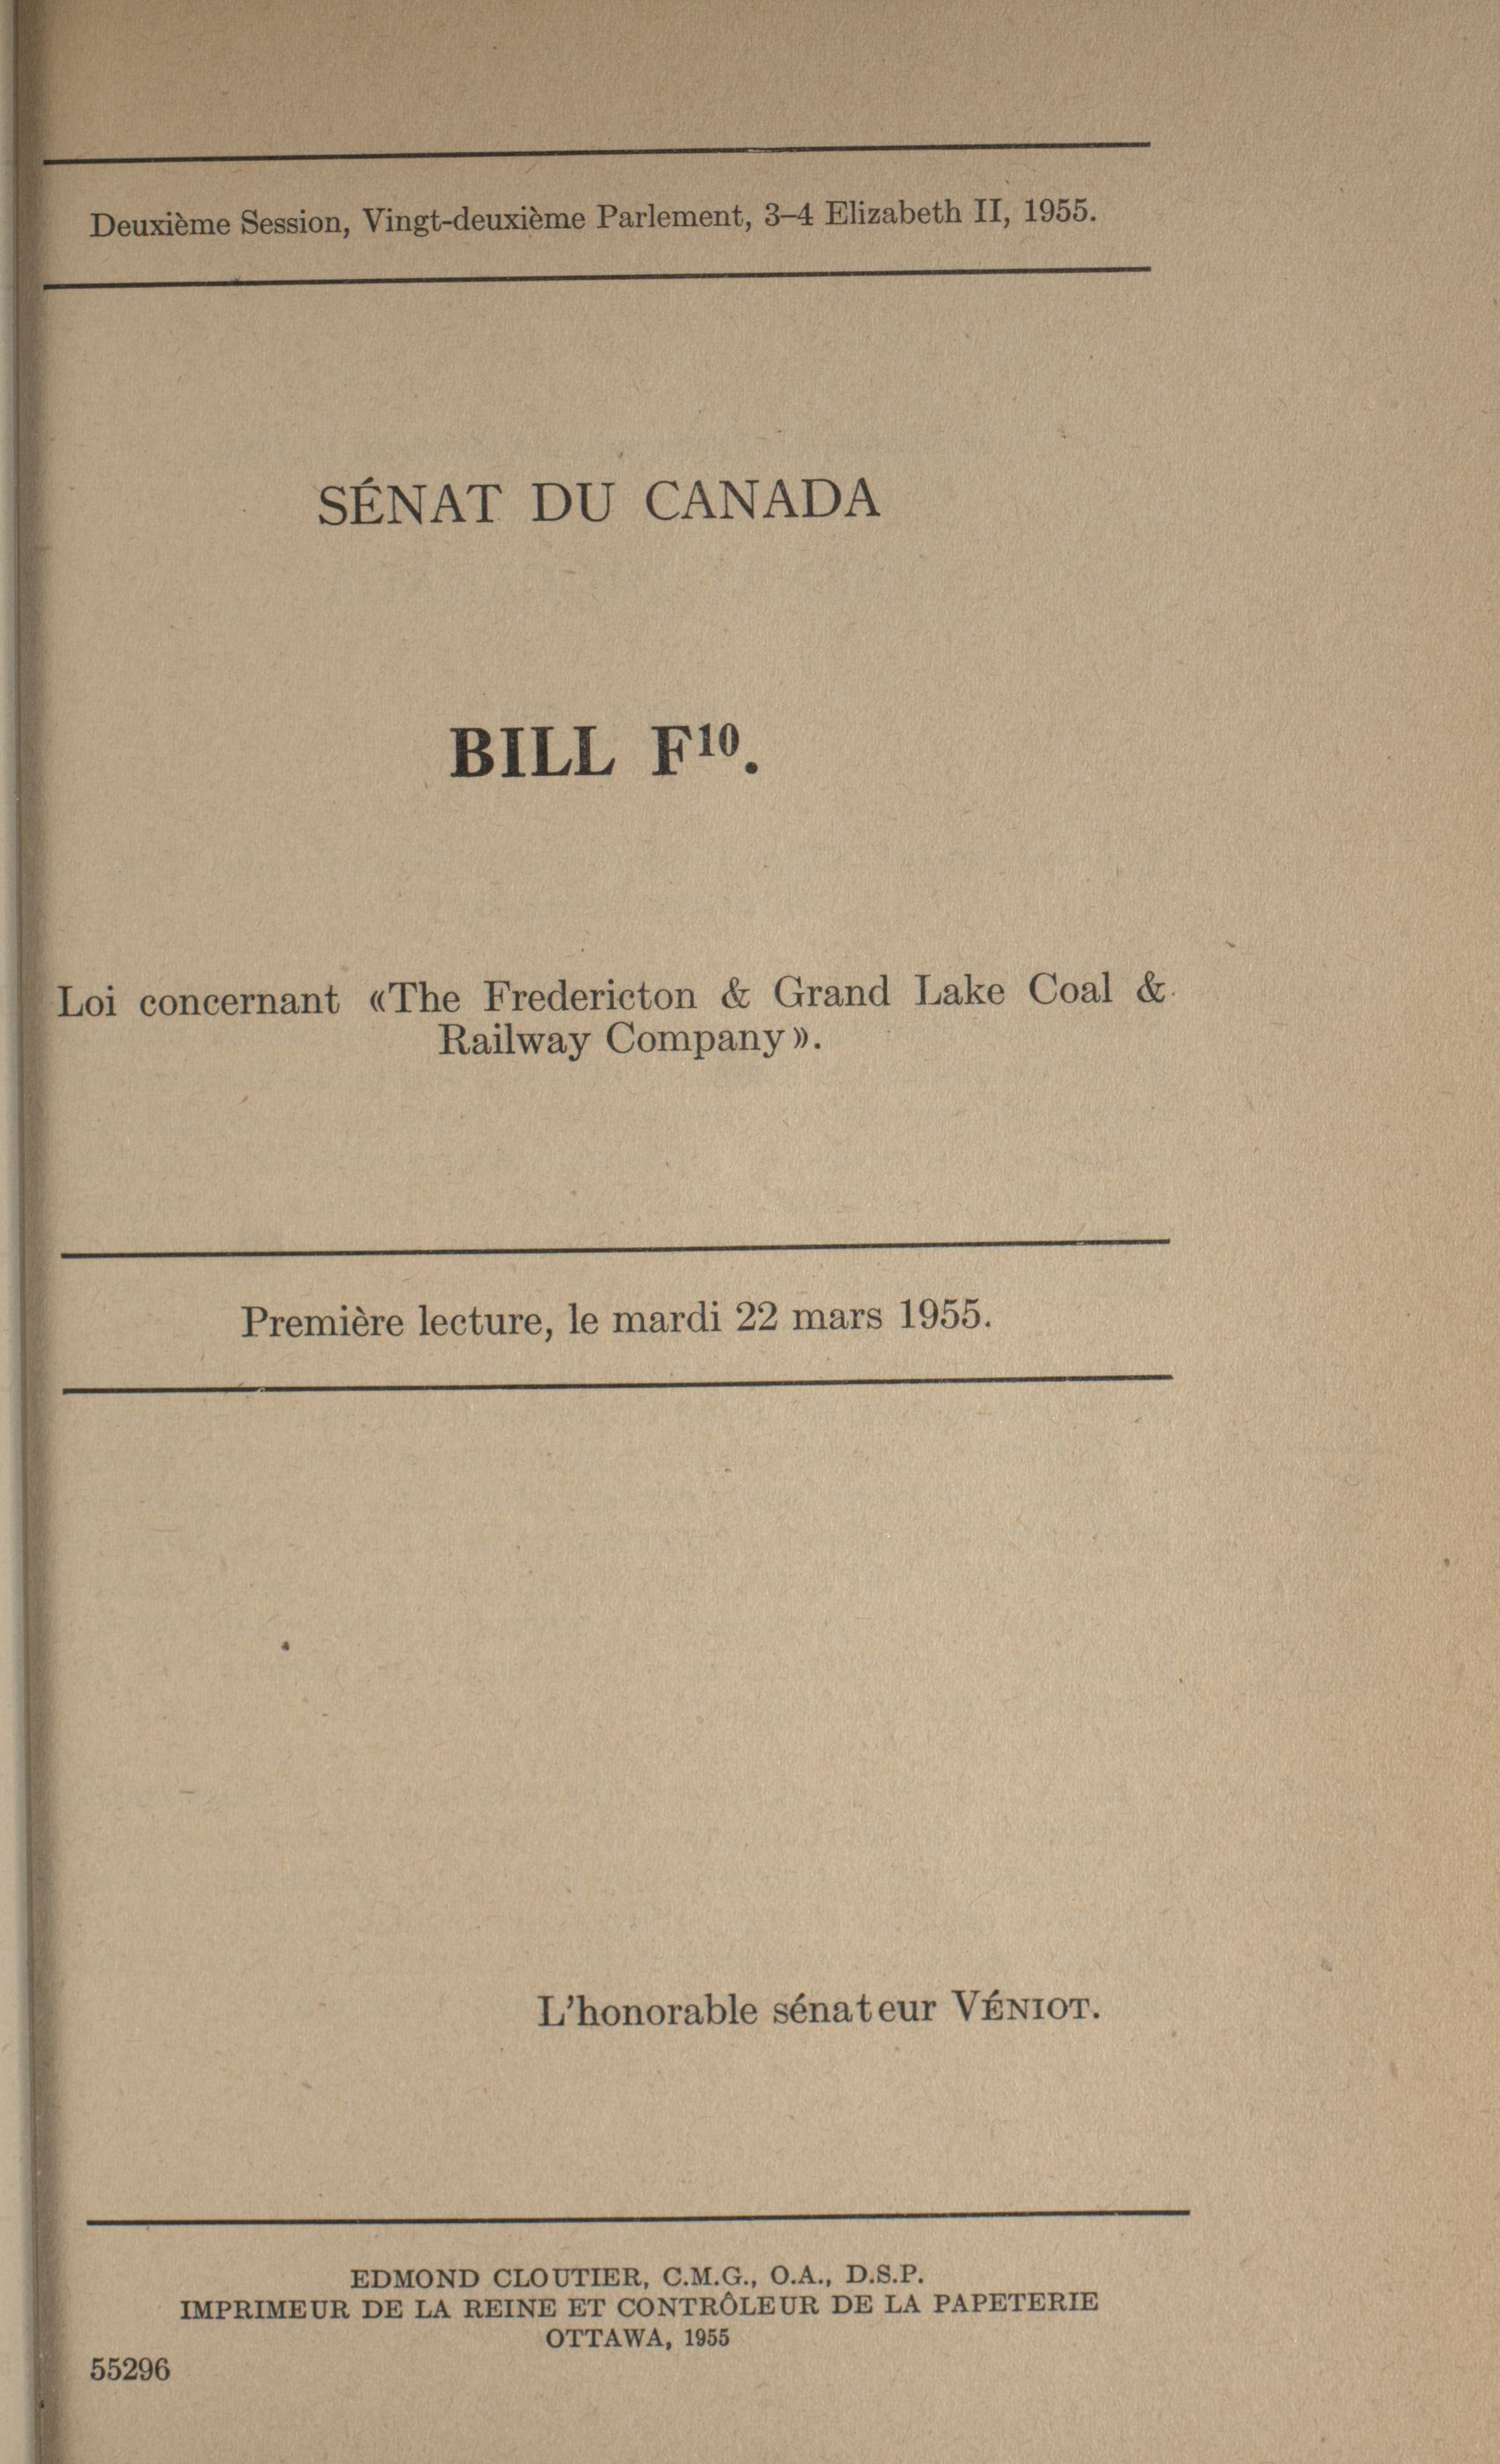 Deuxième Session, Vingt-deuxième Parlement, 3–4 Elizabeth II, 1955.
SÉNAT DU CANADA
BILL F¹⁰.
Loi concernant «The Fredericton & Grand Lake Coal &
Railway Company».
Première lecture, le mardi 22 mars 1955.
L'honorable sénateur VÉNIOT.
EDMOND CLOUTIER, C.M.G., O.A., D.S.P.
IMPRIMEUR DE LA REINE ET CONTRÔLEUR DE LA PAPETERIE
OTTAWA, 1955
55296